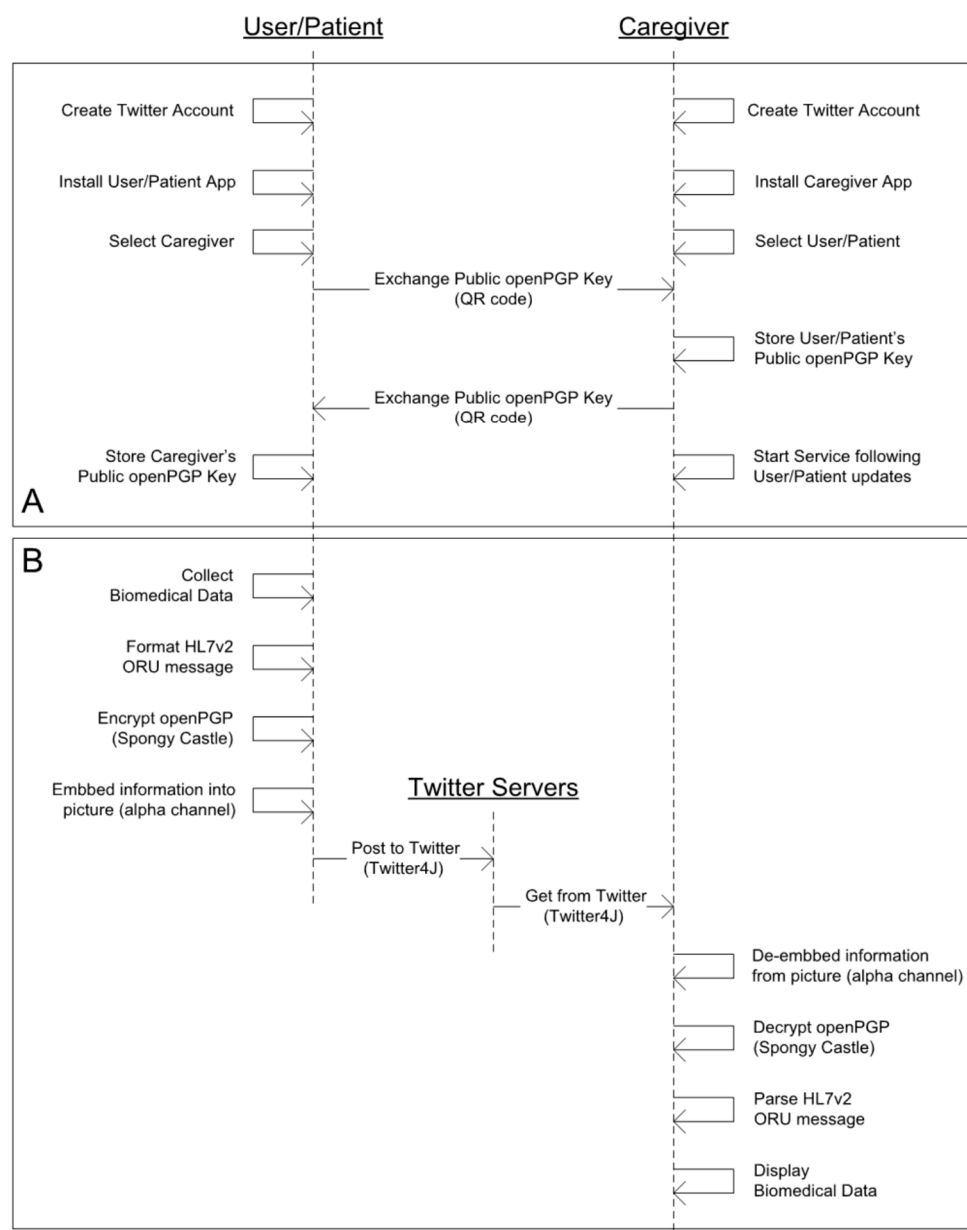 User/Patient
Caregiver
Create Twitter Account
Create Twitter Account
Install User/Patient App
Install Caregiver App
Select Caregiver
Select User/Patient
Exchange Public openPGP Key
(QR code)
Store User/Patient's
Public openPGP Key
Exchange Public openPGP Key
(QR code)
Store Caregiver's
Public openPGP Key
Start Service following
User/Patient updates
A
B
Collect
Biomedical Data
Format HL7v2
ORU message
Encrypt openPGP
(Spongy Castle)
Embbed information into
picture (alpha channel)
Twitter Servers
Post to Twitter
(Twitter4J)
Get from Twitter
(Twitter4J)
De-embbed information
from picture (alpha channel)
Decrypt openPGP
(Spongy Castle)
Parse HL7v2
ORU message
Display
Biomedical Data